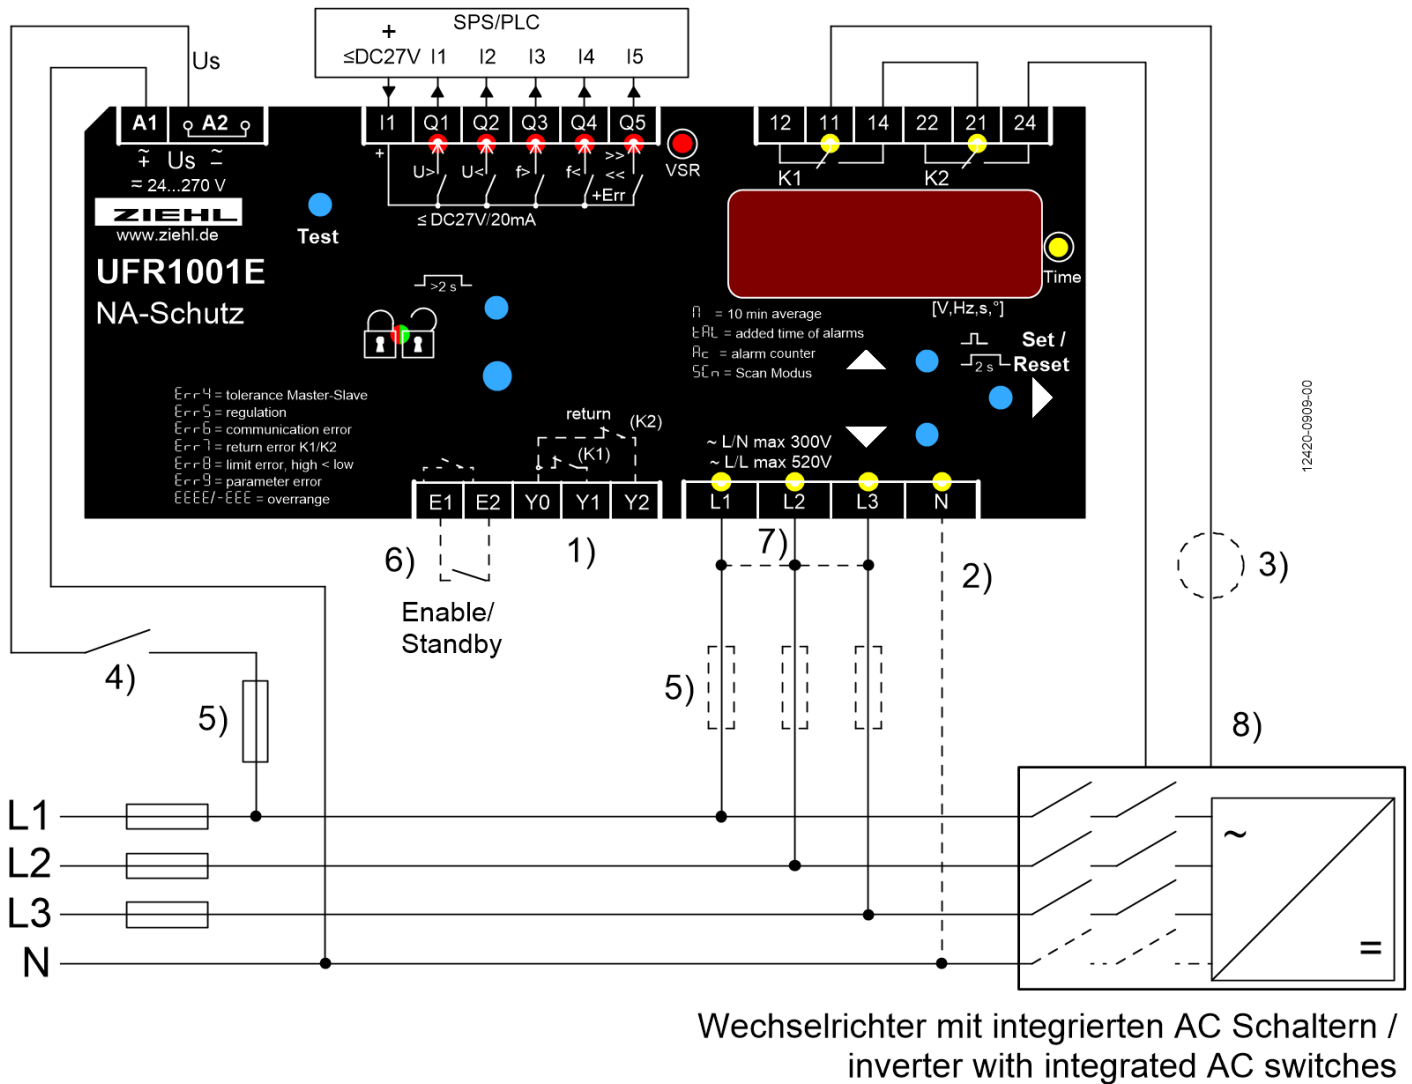 SPS/PLC
+
≤DC27V I1 I2 I3 I4 I5
Us
A1 A2
I1 Q1 Q2 Q3 Q4 Q5
12 11 14 22 21 24
~
+ Us ~
−
≂ 24...270 V
+
U> U< f> f< >>
<<
+Err
≤ DC27V/20mA
VSR
K1 K2
ZIEHL
www.ziehl.de
Test
UFR1001E
NA-Schutz
>2 s
Time
[V,Hz,s,°]
n = 10 min average
tAL = added time of alarms
Ac = alarm counter
SCn = Scan Modus
Set /
2 s Reset
Err4 = tolerance Master-Slave
Err5 = regulation
Err6 = communication error
Err7 = return error K1/K2
Err8 = limit error, high < low
Err9 = parameter error
EEEE/-EEE = overrange
return
(K2)
(K1)
~ L/N max 300V
~ L/L max 520V
E1 E2 Y0 Y1 Y2
L1 L2 L3 N
12420-0909-00
6) 1) 7) 2) 3)
Enable/
Standby
4)
5)
5)
8)
L1
L2
L3
N
~
=
Wechselrichter mit integrierten AC Schaltern /
inverter with integrated AC switches